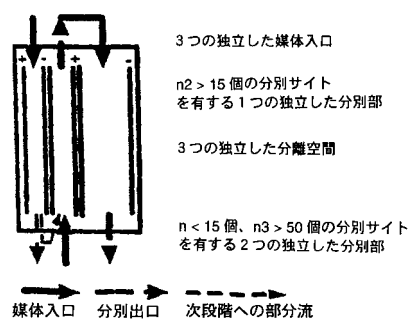 3つの独立した媒体入口
+ - + -
n2 > 15 個の分別サイト
を有する1つの独立した分別部
3つの独立した分離空間
n < 15 個、n3 > 50 個の分別サイト
を有する2つの独立した分別部
媒体入口 分別出口 次段階への部分流